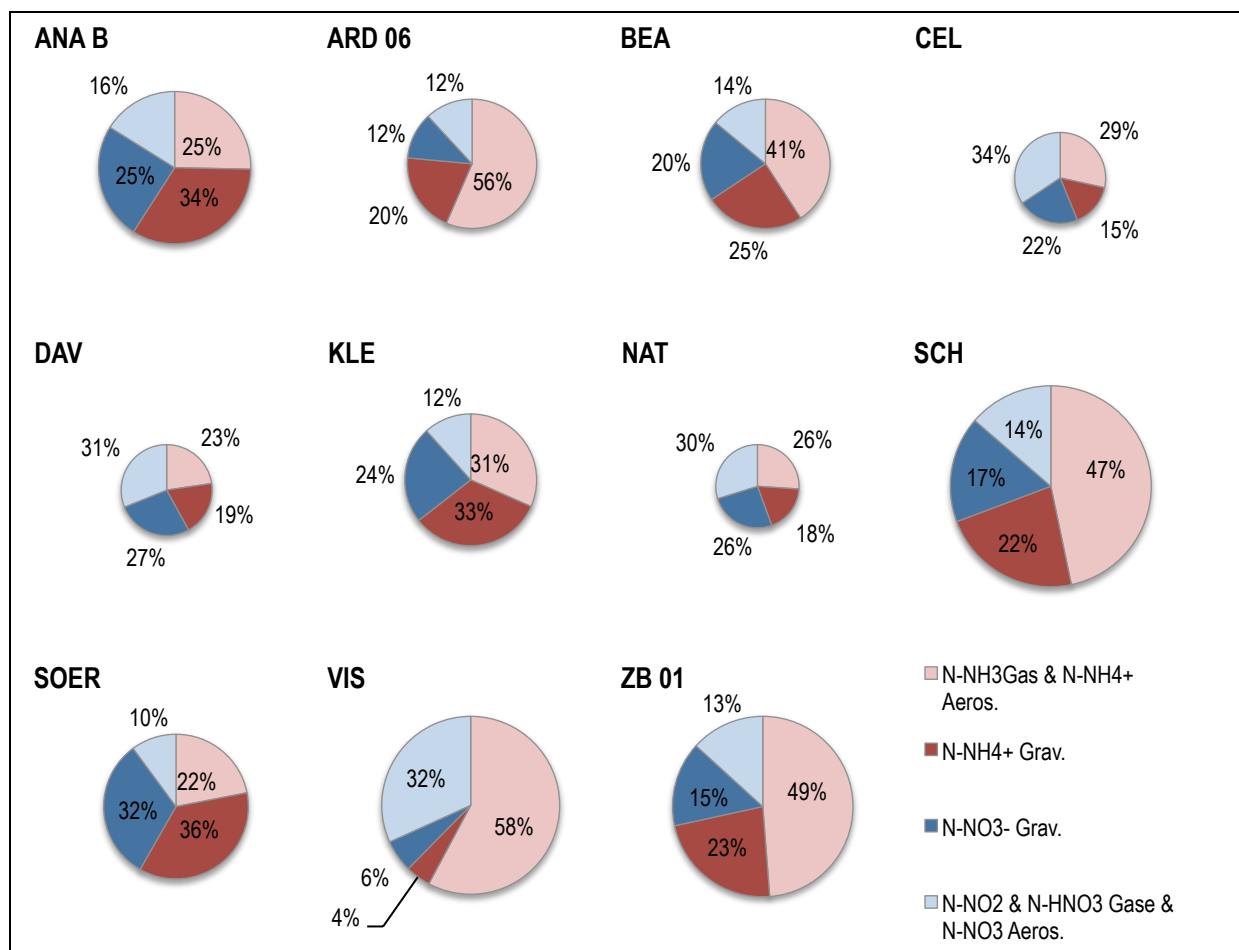 ANA B
16%
25%
25%
34%
ARD 06
12%
12%
56%
20%
BEA
14%
20%
41%
25%
CEL
34%
29%
22%
15%
DAV
31%
23%
19%
27%
KLE
12%
24%
31%
33%
NAT
30%
26%
26%
18%
SCH
14%
47%
17%
22%
SOER
10%
22%
32%
36%
VIS
32%
58%
6%
4%
ZB 01
13%
49%
15%
23%
N-NH3Gas & N-NH4+
Aeros.
N-NH4+ Grav.
N-NO3- Grav.
N-NO2 & N-HNO3 Gase &
N-NO3 Aeros.